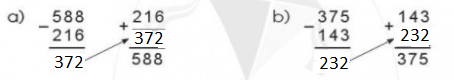 a) − 588 + 216 b) − 375 + 143
216 372 143 232
372 588 232 375